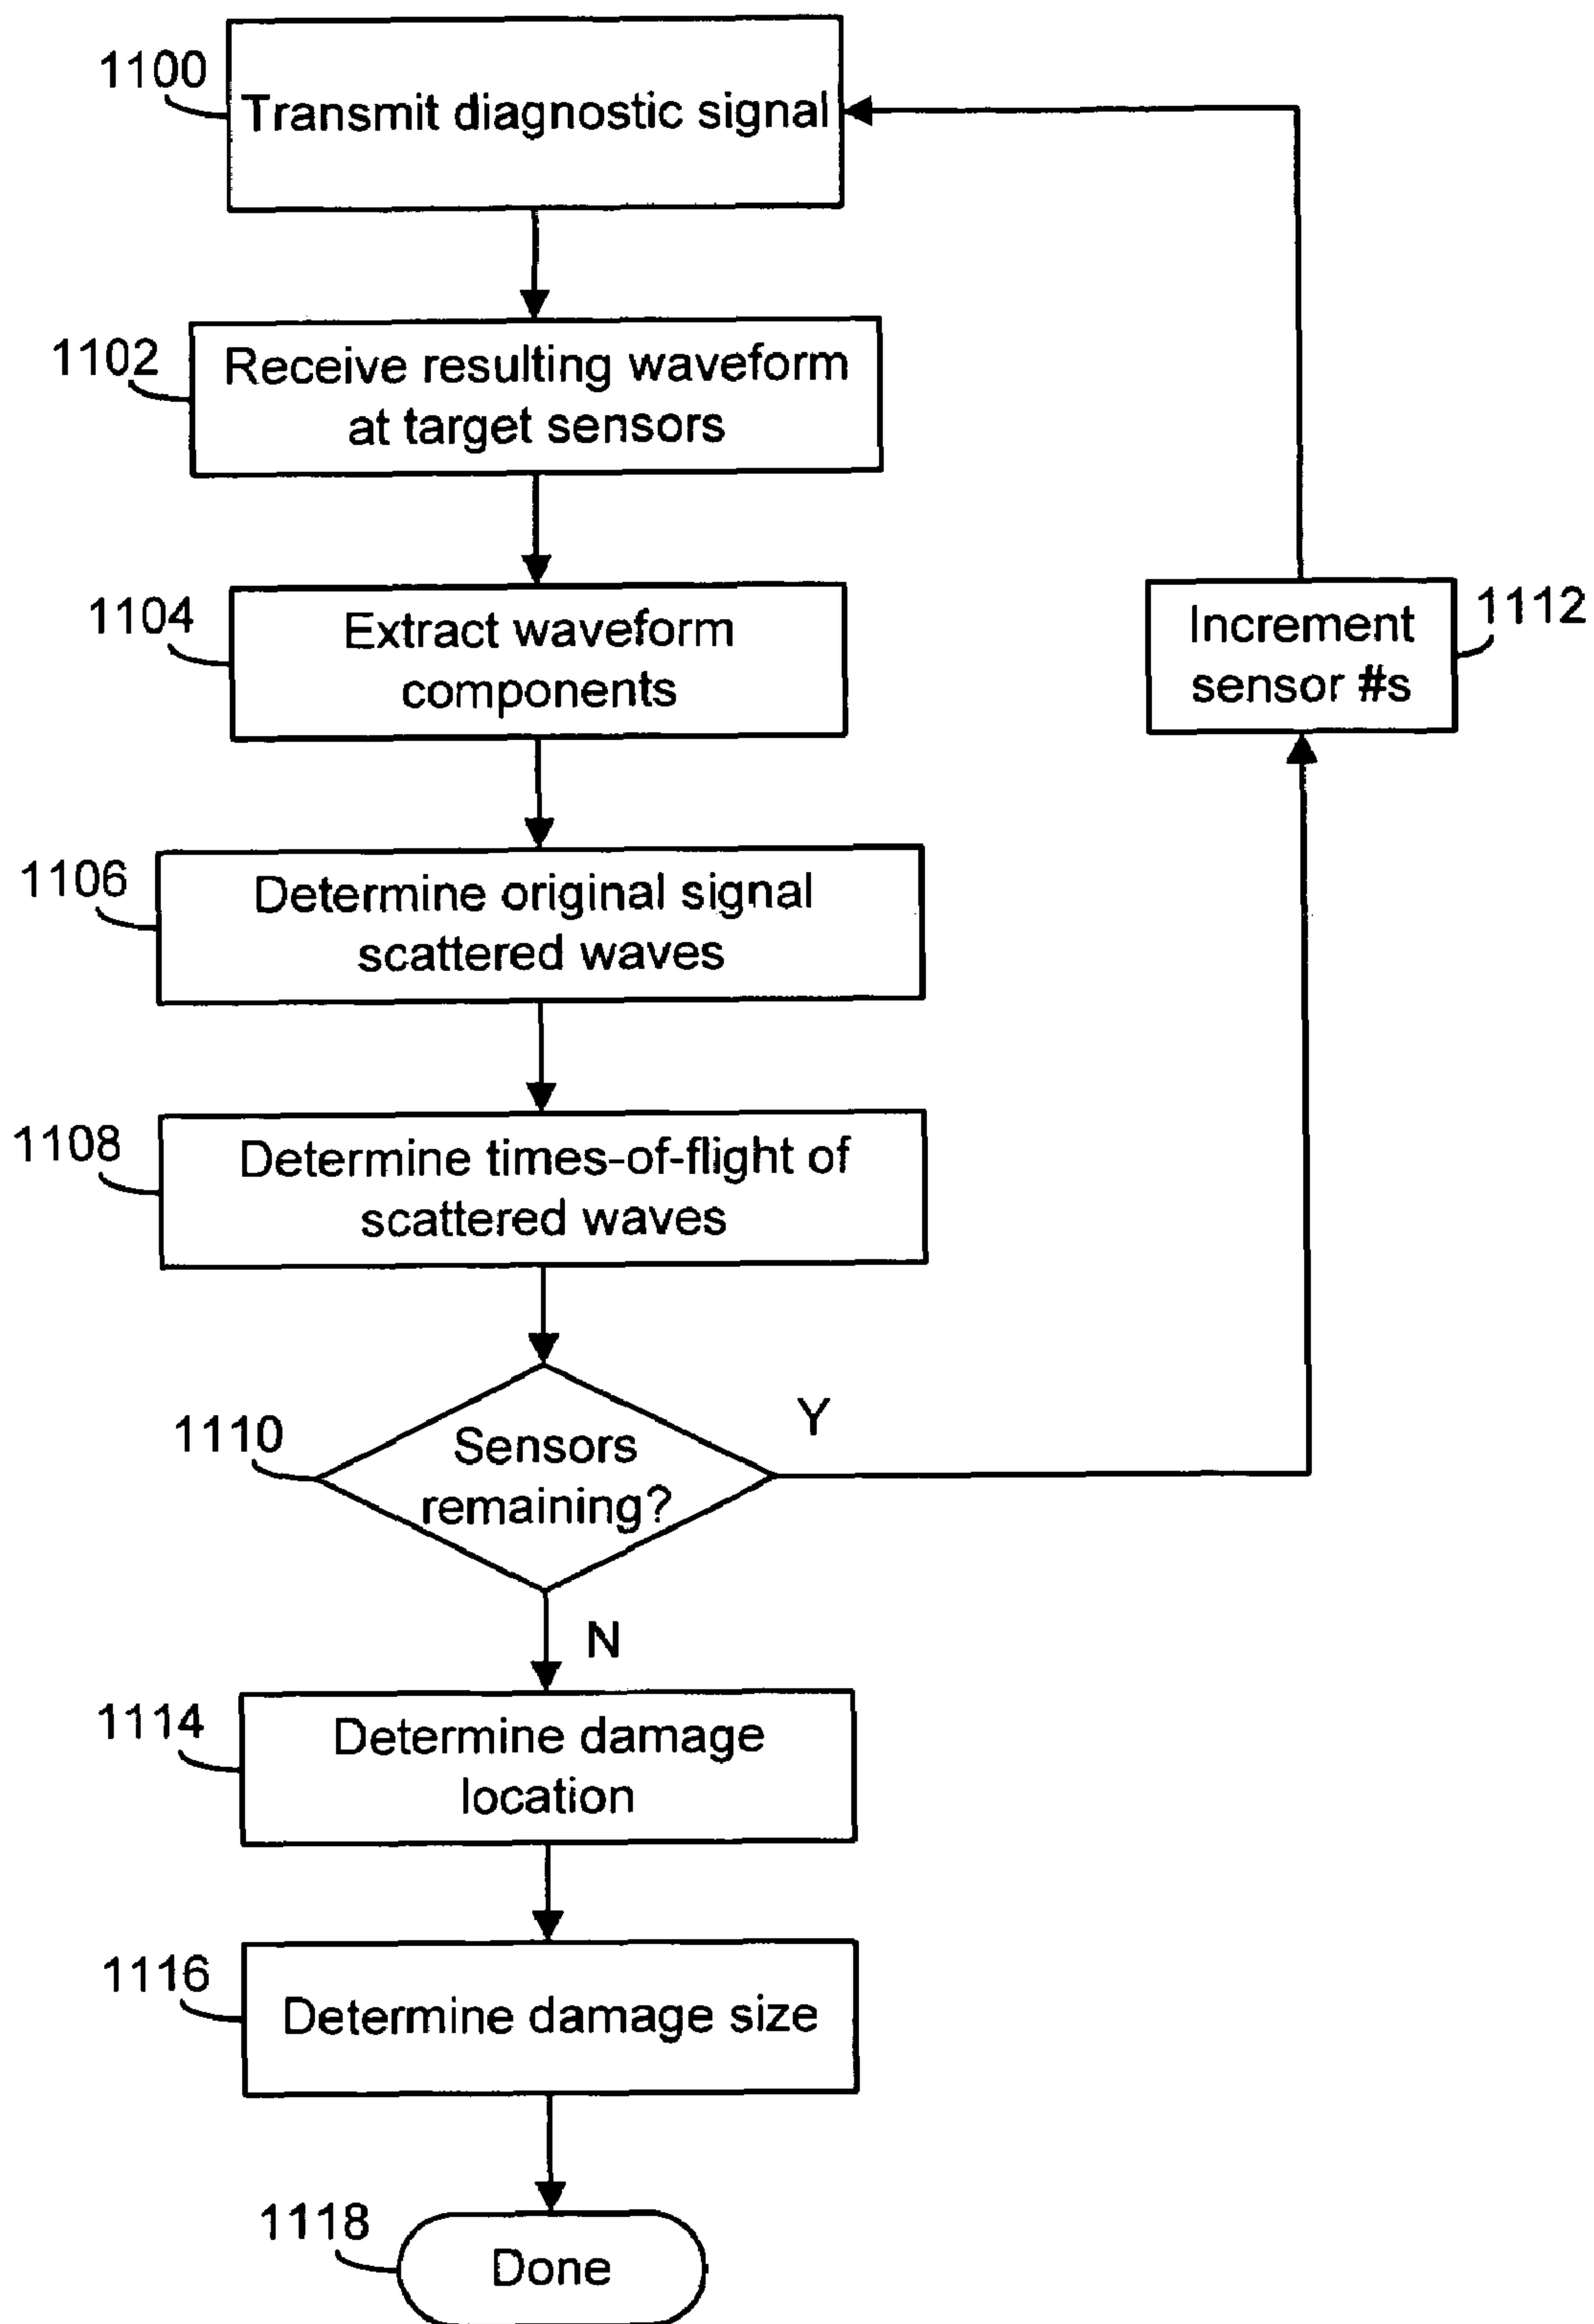 1100
Transmit diagnostic signal
1102
Receive resulting waveform
at target sensors
1104
Extract waveform
components
Increment
sensor #s
1112
1106
Determine original signal
scattered waves
1108
Determine times-of-flight of
scattered waves
1110
Sensors
remaining?
Y
N
1114
Determine damage
location
1116
Determine damage size
1118
Done